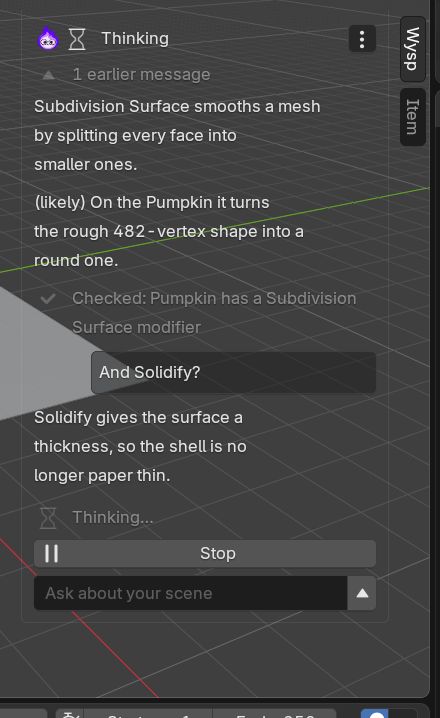 Thinking
Wysp
1 earlier message
Item
Subdivision Surface smooths a mesh
by splitting every face into
smaller ones.
(likely) On the Pumpkin it turns
the rough 482-vertex shape into a
round one.
Checked: Pumpkin has a Subdivision
Surface modifier
And Solidify?
Solidify gives the surface a
thickness, so the shell is no
longer paper thin.
Thinking...
Stop
Ask about your scene